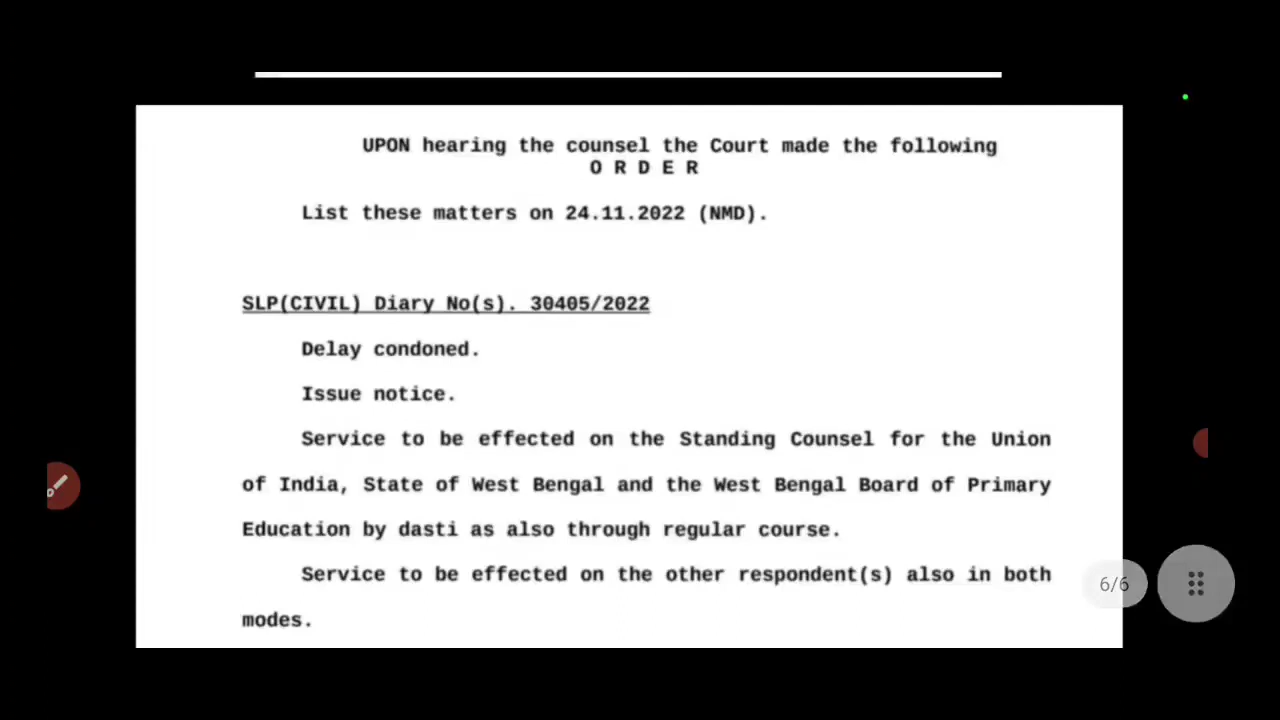 UPON hearing the counsel the Court made the following
O R D E R
List these matters on 24.11.2022 (NMD).
SLP(CIVIL) Diary No(s). 30405/2022
Delay condoned.
Issue notice.
Service to be effected on the Standing Counsel for the Union
of India, State of West Bengal and the West Bengal Board of Primary
Education by dasti as also through regular course.
Service to be effected on the other respondent(s) also in both
modes.
6/6